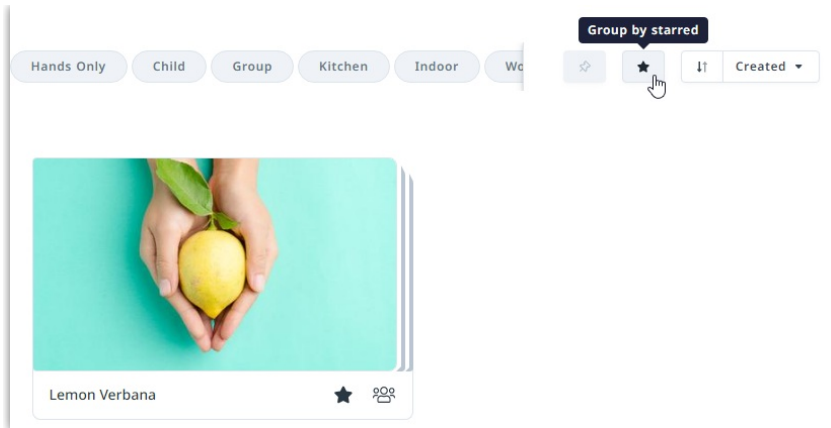 Group by starred
Hands Only Child Group Kitchen Indoor Created
Lemon Verbana